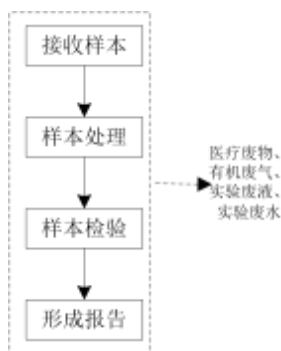 接收样本
样本处理
样本检验
形成报告
医疗废物、
有机废气、
实验废液、
实验废水